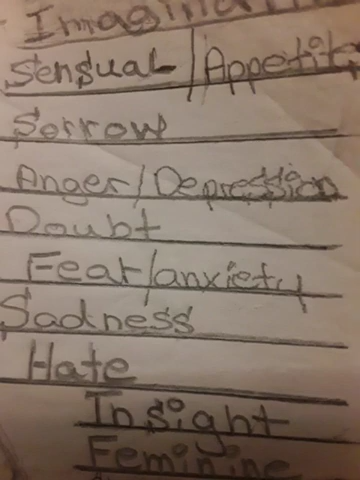 Sensual/Appetit
Sorrow
Anger/Depression
Doubt
Fear/anxiety
Sadness
Hate
Insight
Feminine